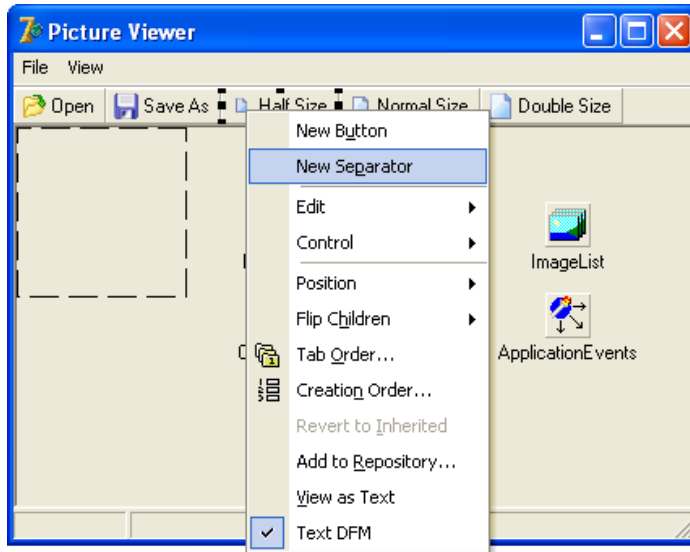 Picture Viewer
File View
Open Save As Half Size Normal Size Double Size
New Button
New Separator
Edit
Control
Position
Flip Children
Tab Order...
Creation Order...
Revert to Inherited
Add to Repository...
View as Text
Text DFM
ImageList
ApplicationEvents